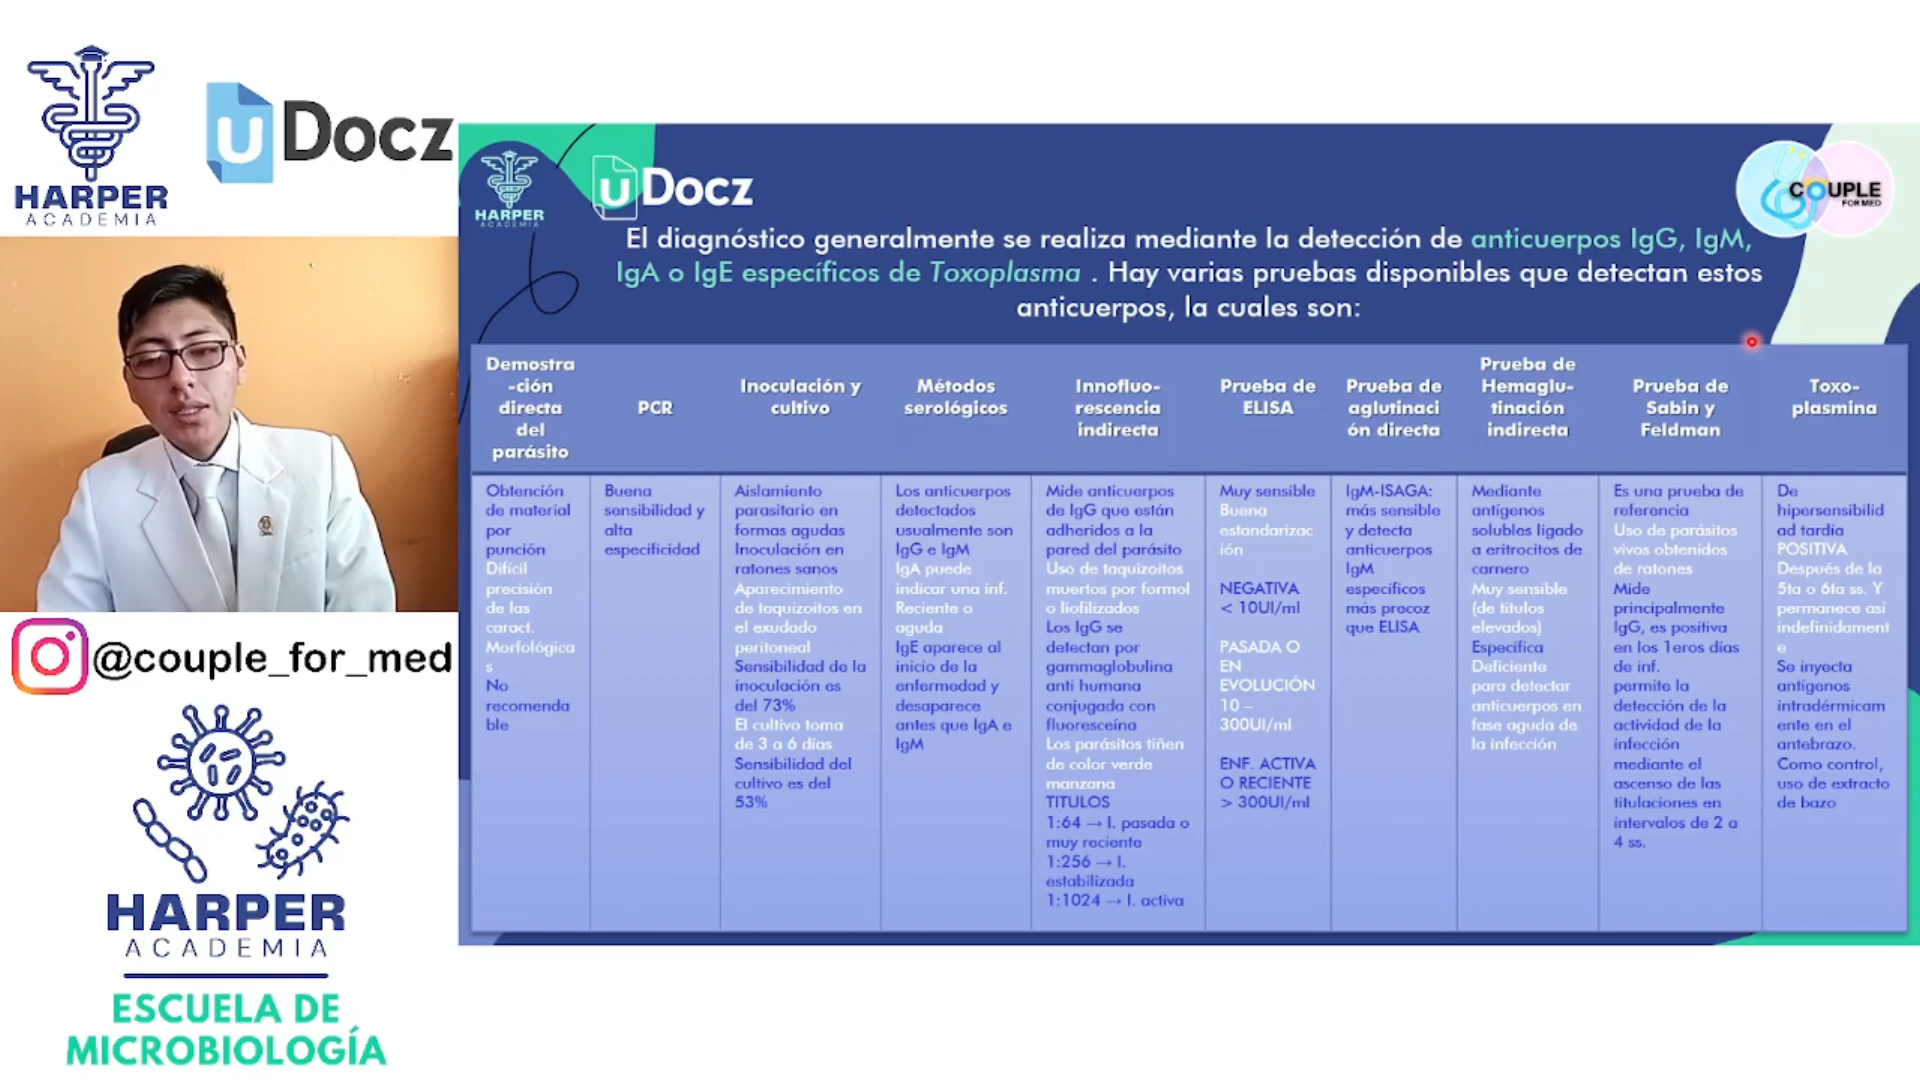 HARPER
ACADEMIA
u Docz
HARPER
ACADEMIA
u Docz
COUPLE
FOR MED
El diagnóstico generalmente se realiza mediante la detección de anticuerpos IgG, IgM,
IgA o IgE específicos de Toxoplasma . Hay varias pruebas disponibles que detectan estos
anticuerpos, la cuales son:
Demostra
-ción
directa
del
parásito
PCR
Inoculación y
cultivo
Métodos
serológicos
Innofluo-
rescencia
indirecta
Prueba de
ELISA
Prueba de
aglutinaci
ón directa
Prueba de
Hemaglu-
tinación
indirecta
Prueba de
Sabin y
Feldman
Toxo-
plasmina
Obtención
de material
por
punción
Difícil
precisión
de las
caract.
Morfológica
s
No
recomenda
ble
Buena
sensibilidad y
alta
especificidad
Aislamiento
parasitario en
formas agudas
Inoculación en
ratones sanos
Aparecimiento
de taquizoitos en
el exudado
peritoneal
Sensibilidad de la
inoculación es
del 73%
El cultivo toma
de 3 a 6 días
Sensibilidad del
cultivo es del
53%
Los anticuerpos
detectados
usualmente son
IgG e IgM
IgA puede
indicar una inf.
Reciente o
aguda
IgE aparece al
inicio de la
enfermedad y
desaparece
antes que IgA e
IgM
Mide anticuerpos
de IgG que están
adheridos a la
pared del parásito
Uso de taquizoitos
muertos por formol
o liofilizados
Los IgG se
detectan por
gammaglobulina
anti humana
conjugada con
fluoresceína
Los parásitos tiñen
de color verde
manzana
TITULOS
1:64 → I. pasada o
muy reciente
1:256 → I.
estabilizada
1:1024 → I. activa
Muy sensible
Buena
estandarizac
ión
NEGATIVA
< 10UI/ml
PASADA O
EN
EVOLUCIÓN
10 –
300UI/ml
ENF. ACTIVA
O RECIENTE
> 300UI/ml
IgM-ISAGA:
más sensible
y detecta
anticuerpos
IgM
específicos
más precoz
que ELISA
Mediante
antígenos
solubles ligado
a eritrocitos de
carnero
Muy sensible
(de títulos
elevados)
Específica
Deficiente
para detectar
anticuerpos en
fase aguda de
la infección
Es una prueba de
referencia
Uso de parásitos
vivos obtenidos
de ratones
Mide
principalmente
IgG, es positiva
en los 1eros días
de inf.
permite la
detección de la
actividad de la
infección
mediante el
ascenso de las
titulaciones en
intervalos de 2 a
4 ss.
De
hipersensibilid
ad tardía
POSITIVA
Después de la
5ta o 6ta ss. Y
permanece así
indefinidament
e
Se inyecta
antígenos
intradérmicam
ente en el
antebrazo.
Como control,
uso de extracto
de bazo
@couple_for_med
HARPER
ACADEMIA
ESCUELA DE
MICROBIOLOGÍA